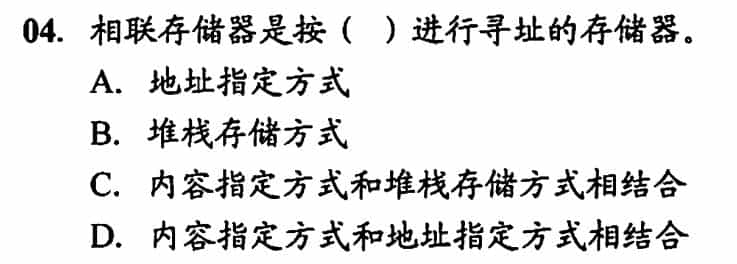 04. 相联存储器是按（ ）进行寻址的存储器。
A. 地址指定方式
B. 堆栈存储方式
C. 内容指定方式和堆栈存储方式相结合
D. 内容指定方式和地址指定方式相结合